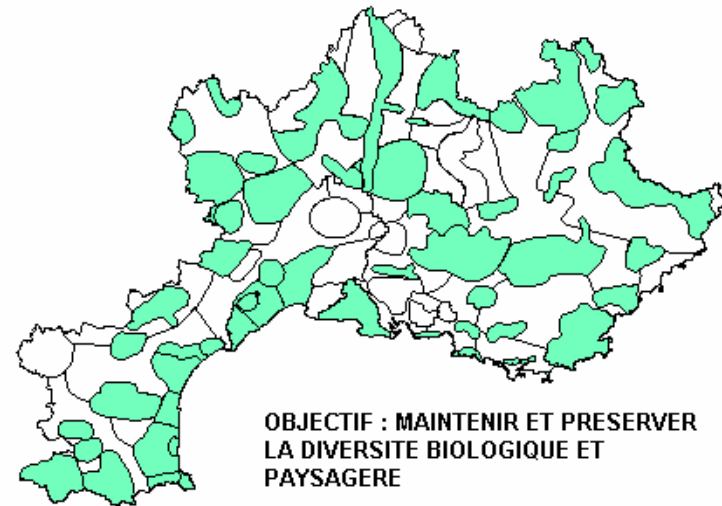 OBJECTIF : MAINTENIR ET PRESERVER
LA DIVERSITE BIOLOGIQUE ET
PAYSAGERE